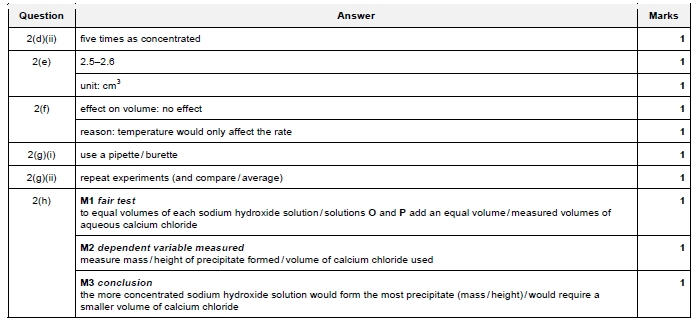 Question Answer Marks
2(d)(ii) five times as concentrated 1
2(e) 2.5–2.6 1
unit: cm³ 1
2(f) effect on volume: no effect 1
reason: temperature would only affect the rate 1
2(g)(i) use a pipette/burette 1
2(g)(ii) repeat experiments (and compare/average) 1
2(h) M1 fair test 1
to equal volumes of each sodium hydroxide solution/solutions O and P add an equal volume/measured volumes of
aqueous calcium chloride
M2 dependent variable measured 1
measure mass/height of precipitate formed/volume of calcium chloride used
M3 conclusion 1
the more concentrated sodium hydroxide solution would form the most precipitate (mass/height)/would require a
smaller volume of calcium chloride